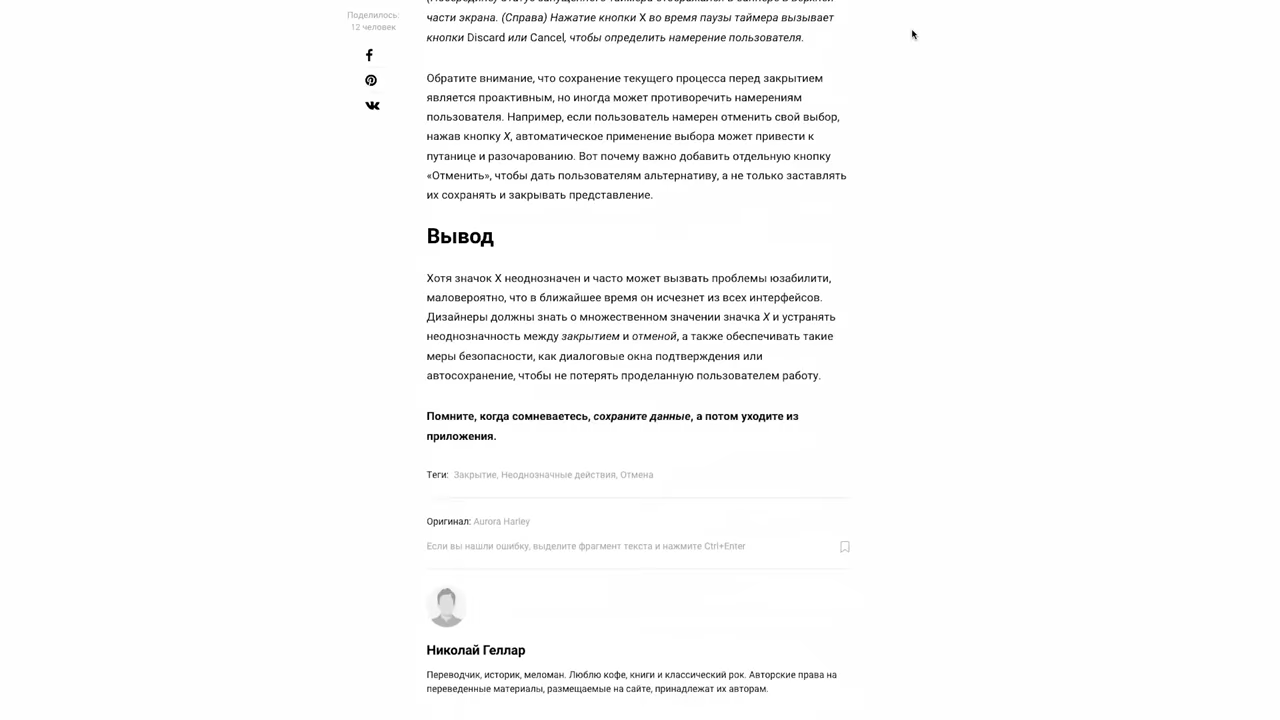 Поделилось:
12 человек
части экрана. (Справа) Нажатие кнопки X во время паузы таймера вызывает
кнопки Discard или Cancel, чтобы определить намерение пользователя.
Обратите внимание, что сохранение текущего процесса перед закрытием
является проактивным, но иногда может противоречить намерениям
пользователя. Например, если пользователь намерен отменить свой выбор,
нажав кнопку X, автоматическое применение выбора может привести к
путанице и разочарованию. Вот почему важно добавить отдельную кнопку
«Отменить», чтобы дать пользователям альтернативу, а не только заставлять
их сохранять и закрывать представление.
Вывод
Хотя значок X неоднозначен и часто может вызвать проблемы юзабилити,
маловероятно, что в ближайшее время он исчезнет из всех интерфейсов.
Дизайнеры должны знать о множественном значении значка X и устранять
неоднозначность между закрытием и отменой, а также обеспечивать такие
меры безопасности, как диалоговые окна подтверждения или
автосохранение, чтобы не потерять проделанную пользователем работу.
Помните, когда сомневаетесь, сохраните данные, а потом уходите из
приложения.
Теги: Закрытие, Неоднозначные действия, Отмена
Оригинал: Aurora Harley
Если вы нашли ошибку, выделите фрагмент текста и нажмите Ctrl+Enter
Николай Геллар
Переводчик, историк, меломан. Люблю кофе, книги и классический рок. Авторские права на
переведенные материалы, размещаемые на сайте, принадлежат их авторам.